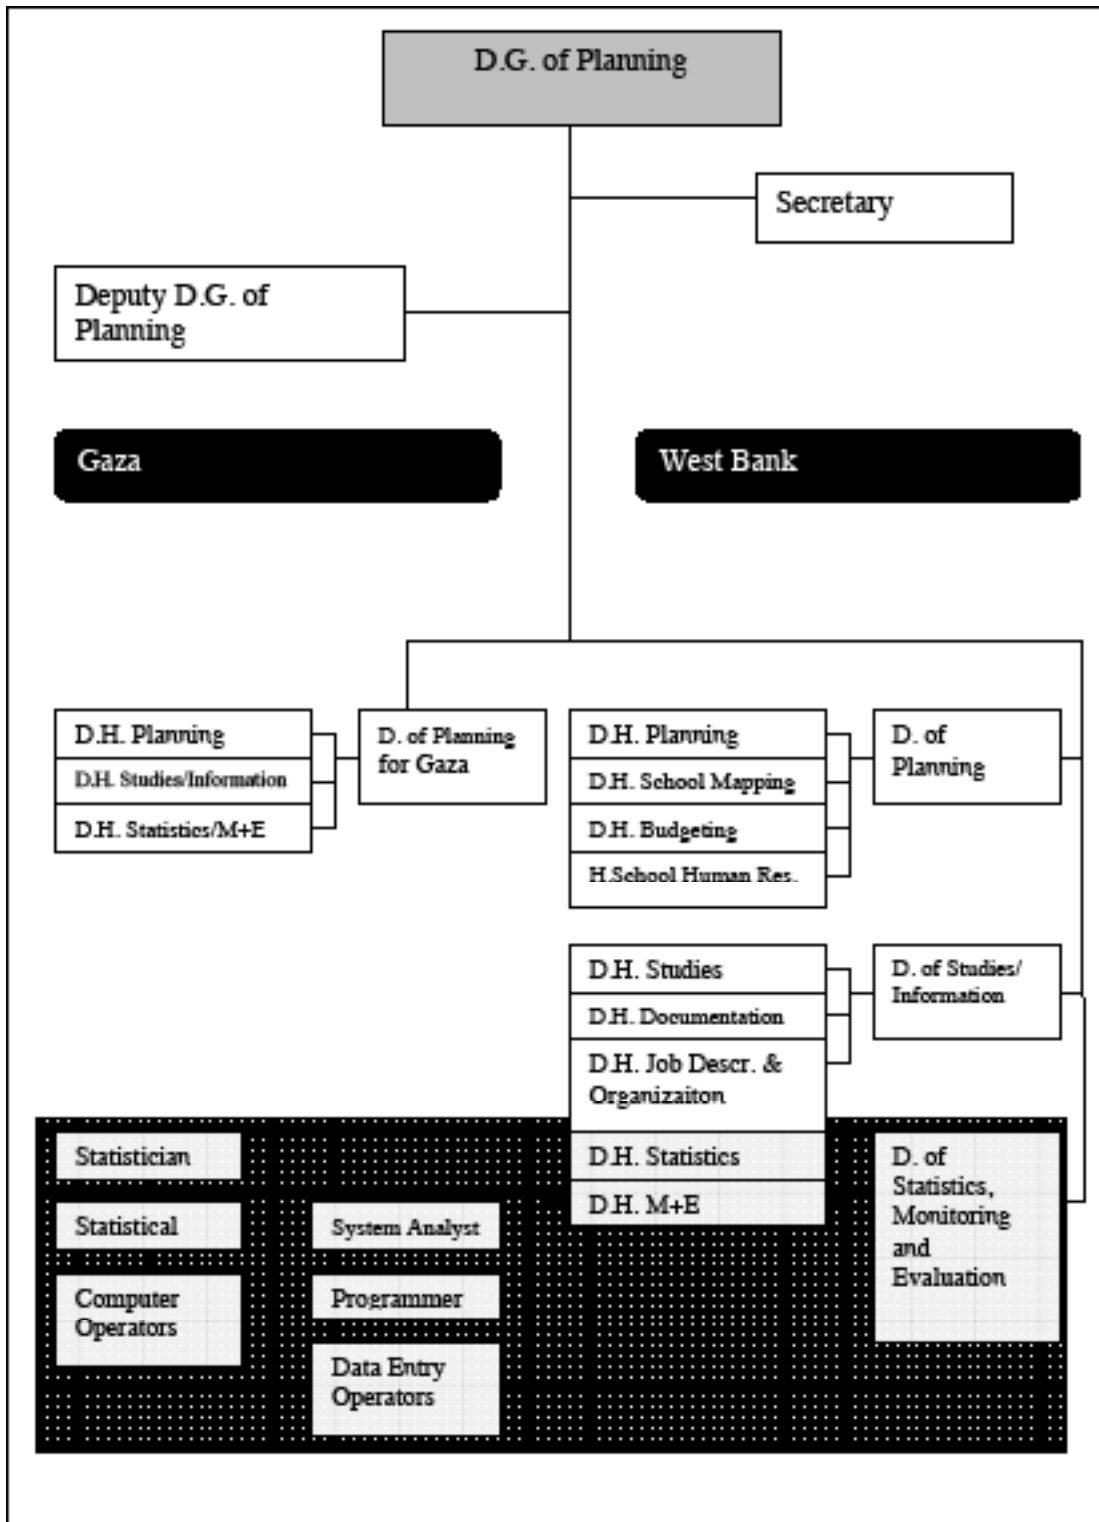 D.G. of Planning
Secretary
Deputy D.G. of
Planning
Gaza
West Bank
D.H. Planning
D.H. Studies/Information
D.H. Statistics/M+E
D. of Planning
for Gaza
D.H. Planning
D.H. School Mapping
D.H. Budgeting
H.School Human Res.
D. of
Planning
D.H. Studies
D.H. Documentation
D.H. Job Descr. &
Organizaiton
D. of Studies/
Information
D.H. Statistics
D.H. M+E
D. of
Statistics,
Monitoring
and
Evaluation
Statistician
Statistical
Computer
Operators
System Analyst
Programmer
Data Entry
Operators